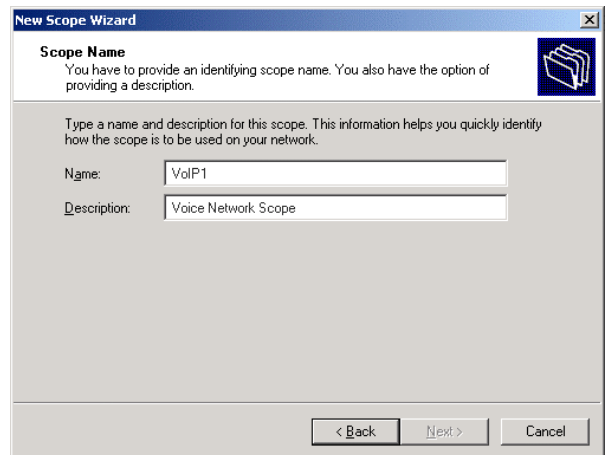 New Scope Wizard
Scope Name
You have to provide an identifying scope name. You also have the option of
providing a description.
Type a name and description for this scope. This information helps you quickly identify
how the scope is to be used on your network.
Name: VoIP1
Description: Voice Network Scope
< Back Next > Cancel